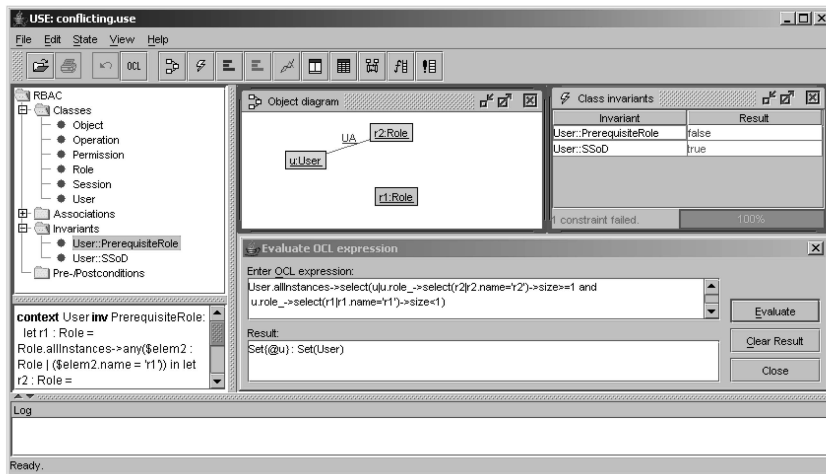 USE: conflicting.use
File Edit State View Help
OCL
RBAC
Classes
Object
Operation
Permission
Role
Session
User
Associations
Invariants
User::PrerequisiteRole
User::SSoD
Pre-/Postconditions
context User inv PrerequisiteRole:
let r1 : Role =
Role.allInstances->any($elem2 :
Role | ($elem2.name = 'r1')) in let
r2 : Role =
Object diagram
UA
r2:Role
u:User
r1:Role
Class invariants
Invariant Result
User::PrerequisiteRole false
User::SSoD true
1 constraint failed. 100%
Evaluate OCL expression
Enter OCL expression:
User.allInstances->select(u|u.role_->select(r2|r2.name='r2')->size>=1 and
u.role_->select(r1|r1.name='r1')->size<1)
Evaluate
Result:
Set{@u} : Set(User)
Clear Result
Close
Log
Ready.